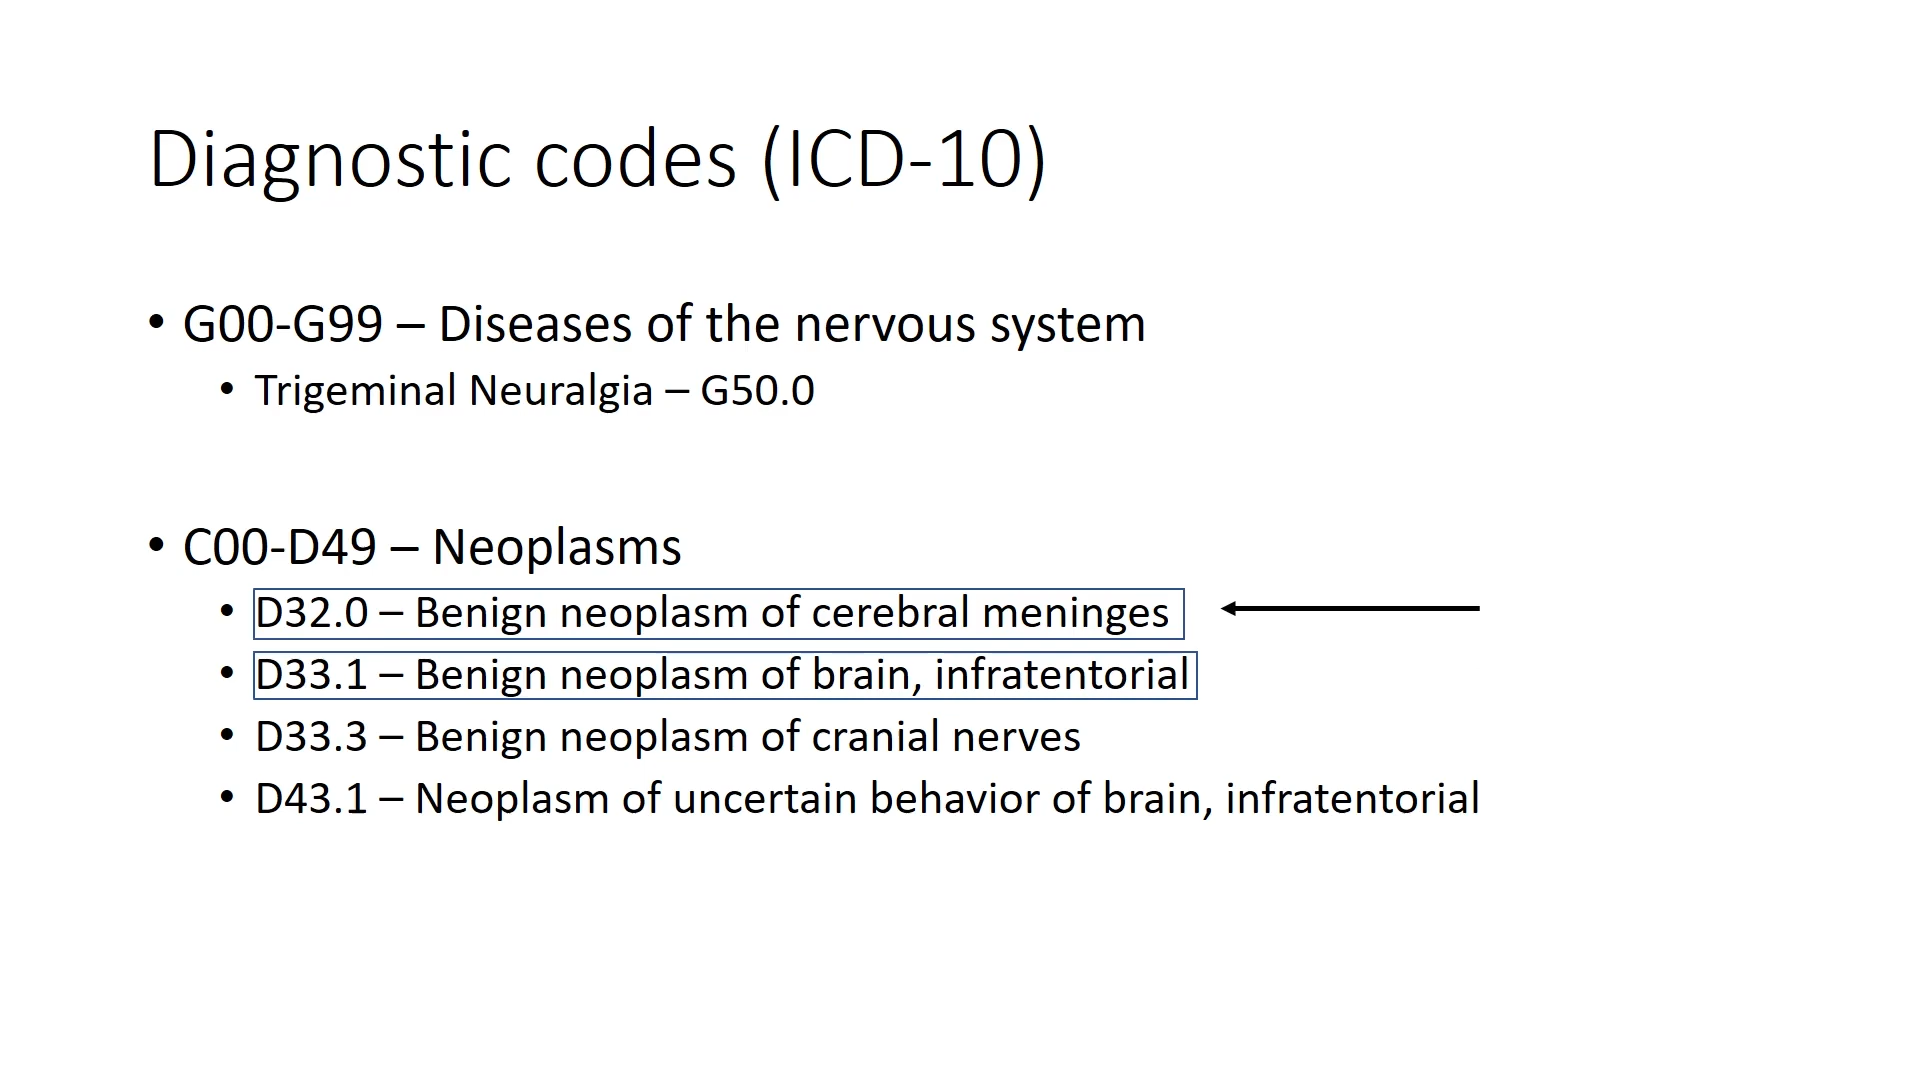 Diagnostic codes (ICD-10)
• G00-G99 – Diseases of the nervous system
• Trigeminal Neuralgia – G50.0
• C00-D49 – Neoplasms
• D32.0 – Benign neoplasm of cerebral meninges
• D33.1 – Benign neoplasm of brain, infratentorial
• D33.3 – Benign neoplasm of cranial nerves
• D43.1 – Neoplasm of uncertain behavior of brain, infratentorial